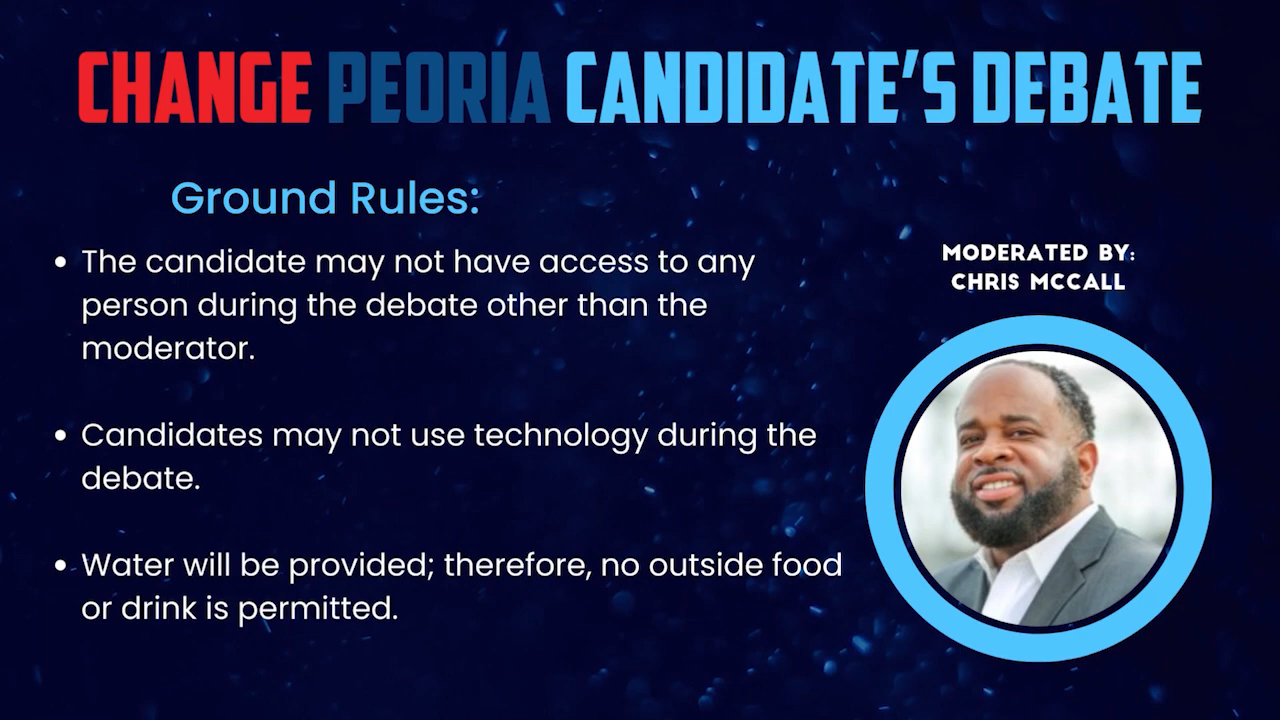 CHANGE PEORIA CANDIDATE'S DEBATE
Ground Rules:
• The candidate may not have access to any
person during the debate other than the
moderator.
• Candidates may not use technology during the
debate.
• Water will be provided; therefore, no outside food
or drink is permitted.
MODERATED BY:
CHRIS MCCALL